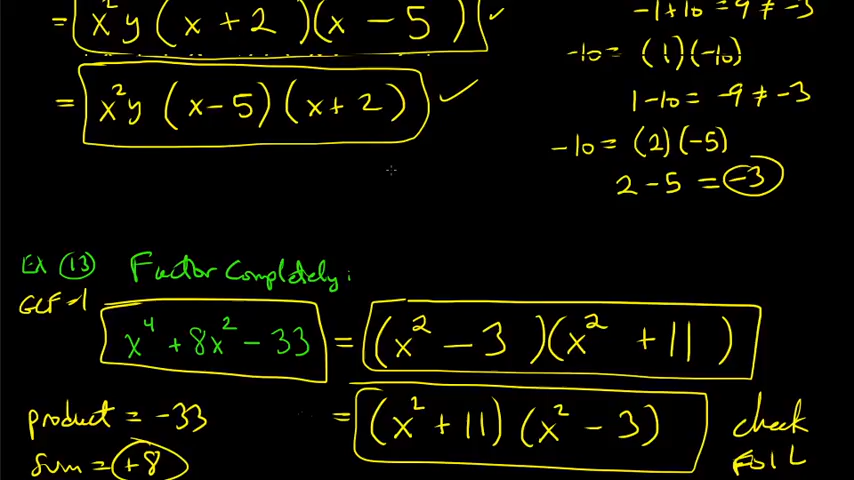 = x²y (x + 2)(x - 5) ✓
-1+10 = 9 ≠ -3
-10 = (1)(-10)
= x²y (x-5)(x+2) ✓
1-10 = -9 ≠ -3
-10 = (2)(-5)
2 - 5 = -3
Ex 13 Factor Completely:
GCF=1
x⁴ + 8x² - 33 = (x² - 3)(x² + 11)
= (x² + 11)(x² - 3)
product = -33
sum = +8
check
FOIL